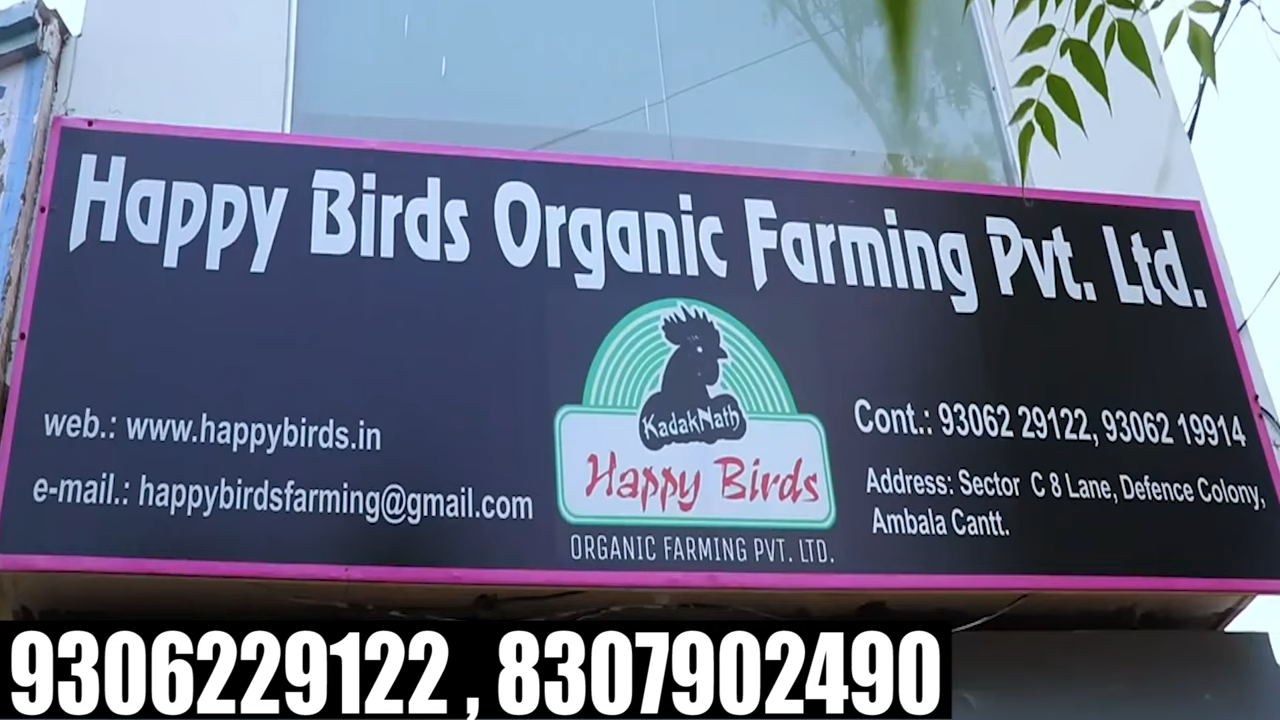 Happy Birds Organic Farming Pvt. Ltd.
web.: www.happybirds.in
e-mail.: happybirdsfarming@gmail.com
KadakNath
Happy Birds
ORGANIC FARMING PVT. LTD.
Cont.: 93062 29122, 93062 19914
Address: Sector C 8 Lane, Defence Colony,
Ambala Cantt.
9306229122 , 8307902490